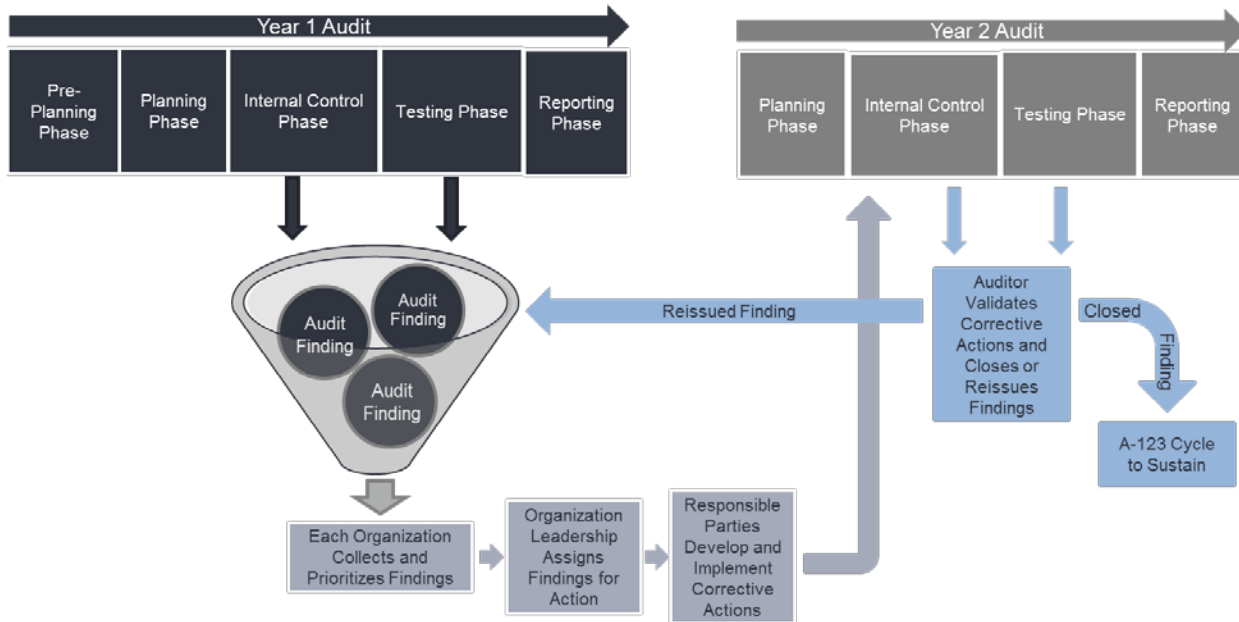 Year 1 Audit
Pre-
Planning
Phase
Planning
Phase
Internal Control
Phase
Testing Phase
Reporting
Phase
Year 2 Audit
Planning
Phase
Internal Control
Phase
Testing Phase
Reporting
Phase
Audit
Finding
Audit
Finding
Audit
Finding
Reissued Finding
Auditor
Validates
Corrective
Actions and
Closes or
Reissues
Findings
Closed
Finding
A-123 Cycle
to Sustain
Each Organization
Collects and
Prioritizes Findings
Organization
Leadership
Assigns
Findings for
Action
Responsible
Parties
Develop and
Implement
Corrective
Actions